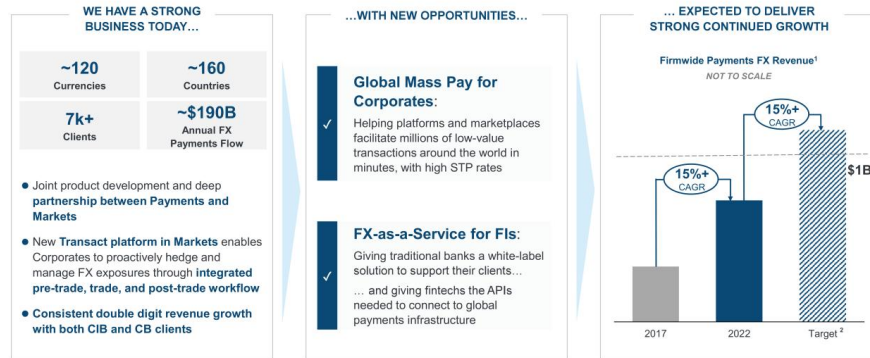 WE HAVE A STRONG
BUSINESS TODAY…
~120
Currencies
~160
Countries
7k+
Clients
~$190B
Annual FX
Payments Flow
● Joint product development and deep
partnership between Payments and
Markets
● New Transact platform in Markets enables
Corporates to proactively hedge and
manage FX exposures through integrated
pre-trade, trade, and post-trade workflow
● Consistent double digit revenue growth
with both CIB and CB clients
…WITH NEW OPPORTUNITIES…
✓
Global Mass Pay for
Corporates:
Helping platforms and marketplaces
facilitate millions of low-value
transactions around the world in
minutes, with high STP rates
✓
FX-as-a-Service for FIs:
Giving traditional banks a white-label
solution to support their clients…
… and giving fintechs the APIs
needed to connect to global
payments infrastructure
… EXPECTED TO DELIVER
STRONG CONTINUED GROWTH
Firmwide Payments FX Revenue¹
NOT TO SCALE
15%+
CAGR
15%+
CAGR
$1B
2017
2022
Target ²